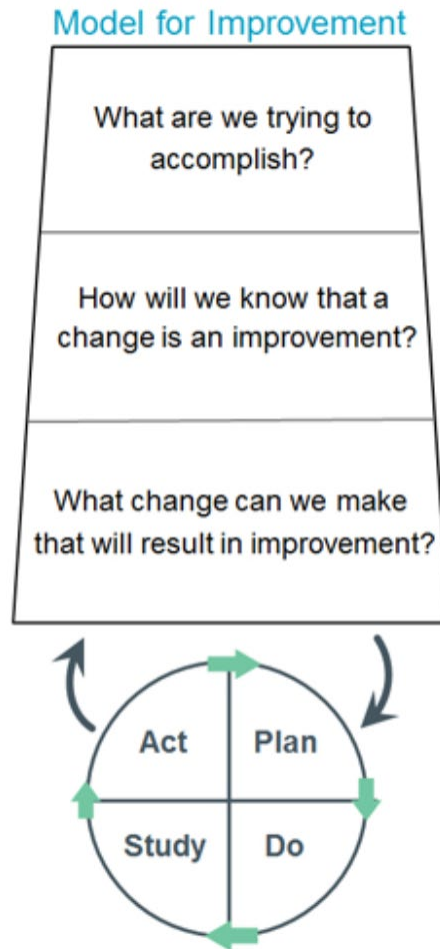 Model for Improvement
What are we trying to
accomplish?
How will we know that a
change is an improvement?
What change can we make
that will result in improvement?
Act
Plan
Study
Do